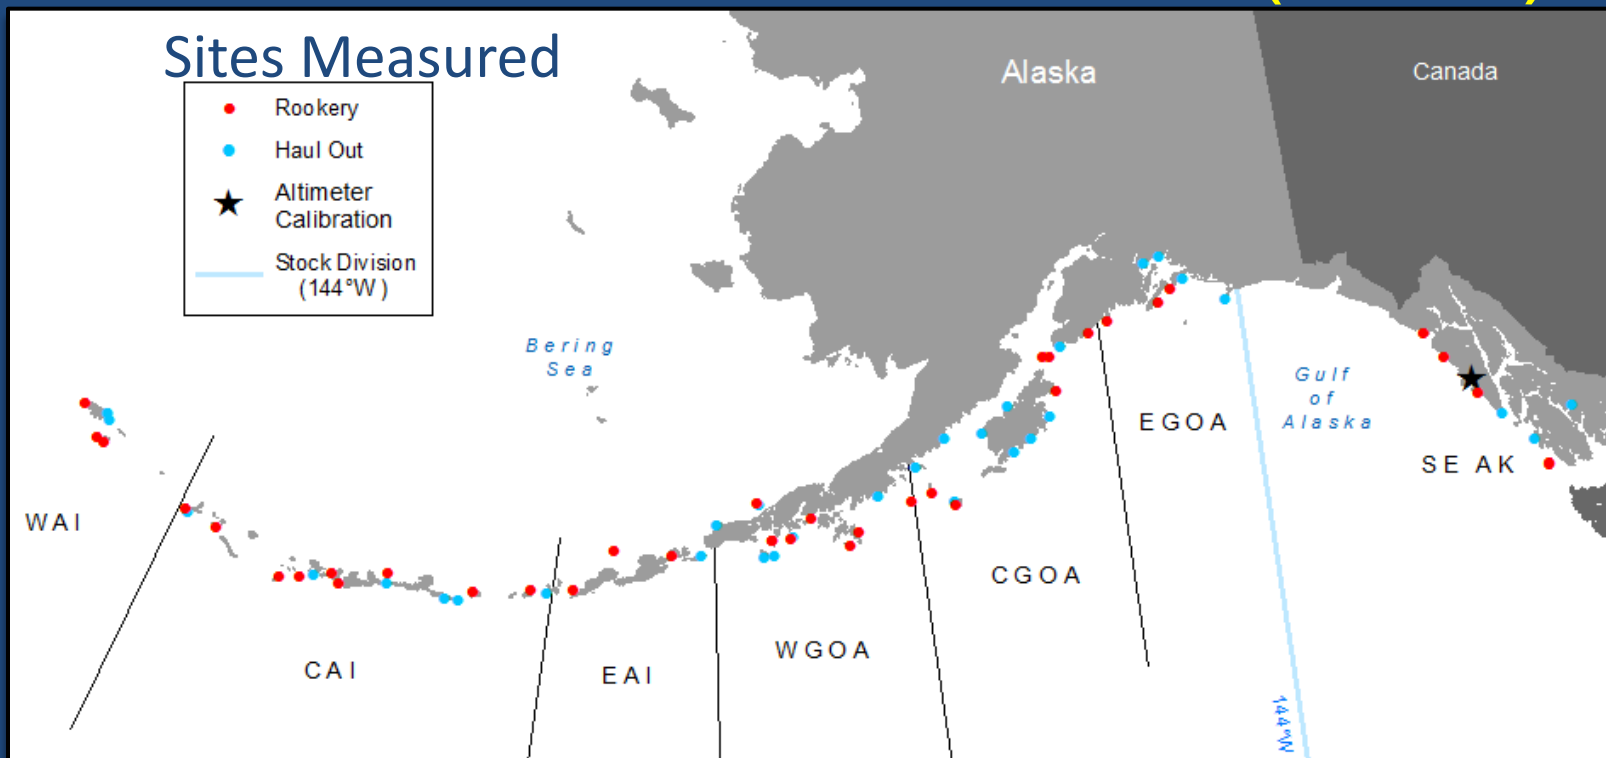 Sites Measured
Rookery
Haul Out
Altimeter
Calibration
Stock Division
(144°W)
Alaska
Canada
Bering
Sea
Gulf
of
Alaska
WAI
CAI
EAI
WGOA
CGOA
EGOA
SE AK
144°W